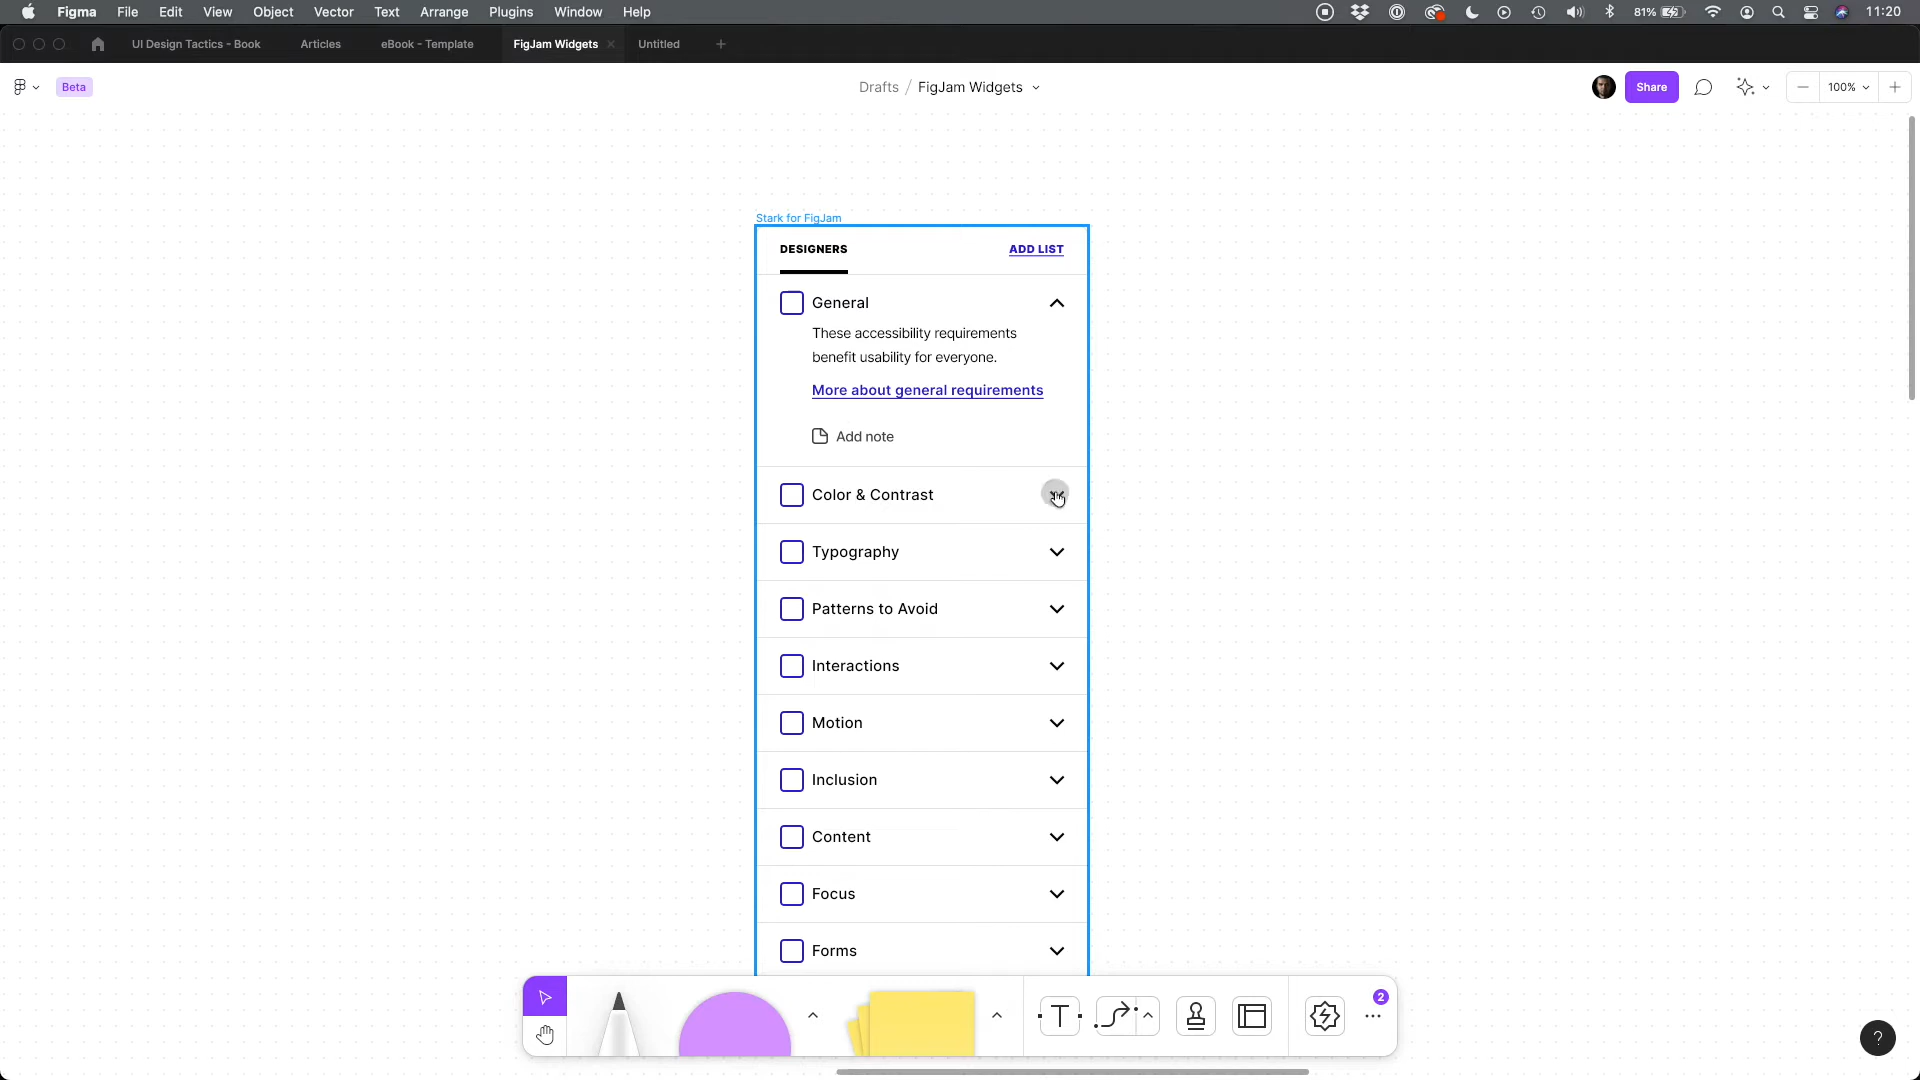 Figma File Edit View Object Vector Text Arrange Plugins Window Help 81% 11:20
UI Design Tactics - Book Articles eBook - Template FigJam Widgets Untitled
Beta Drafts / FigJam Widgets Share 100%
Stark for FigJam
DESIGNERS ADD LIST
General
These accessibility requirements
benefit usability for everyone.
More about general requirements
Add note
Color & Contrast
Typography
Patterns to Avoid
Interactions
Motion
Inclusion
Content
Focus
Forms
T
2
?